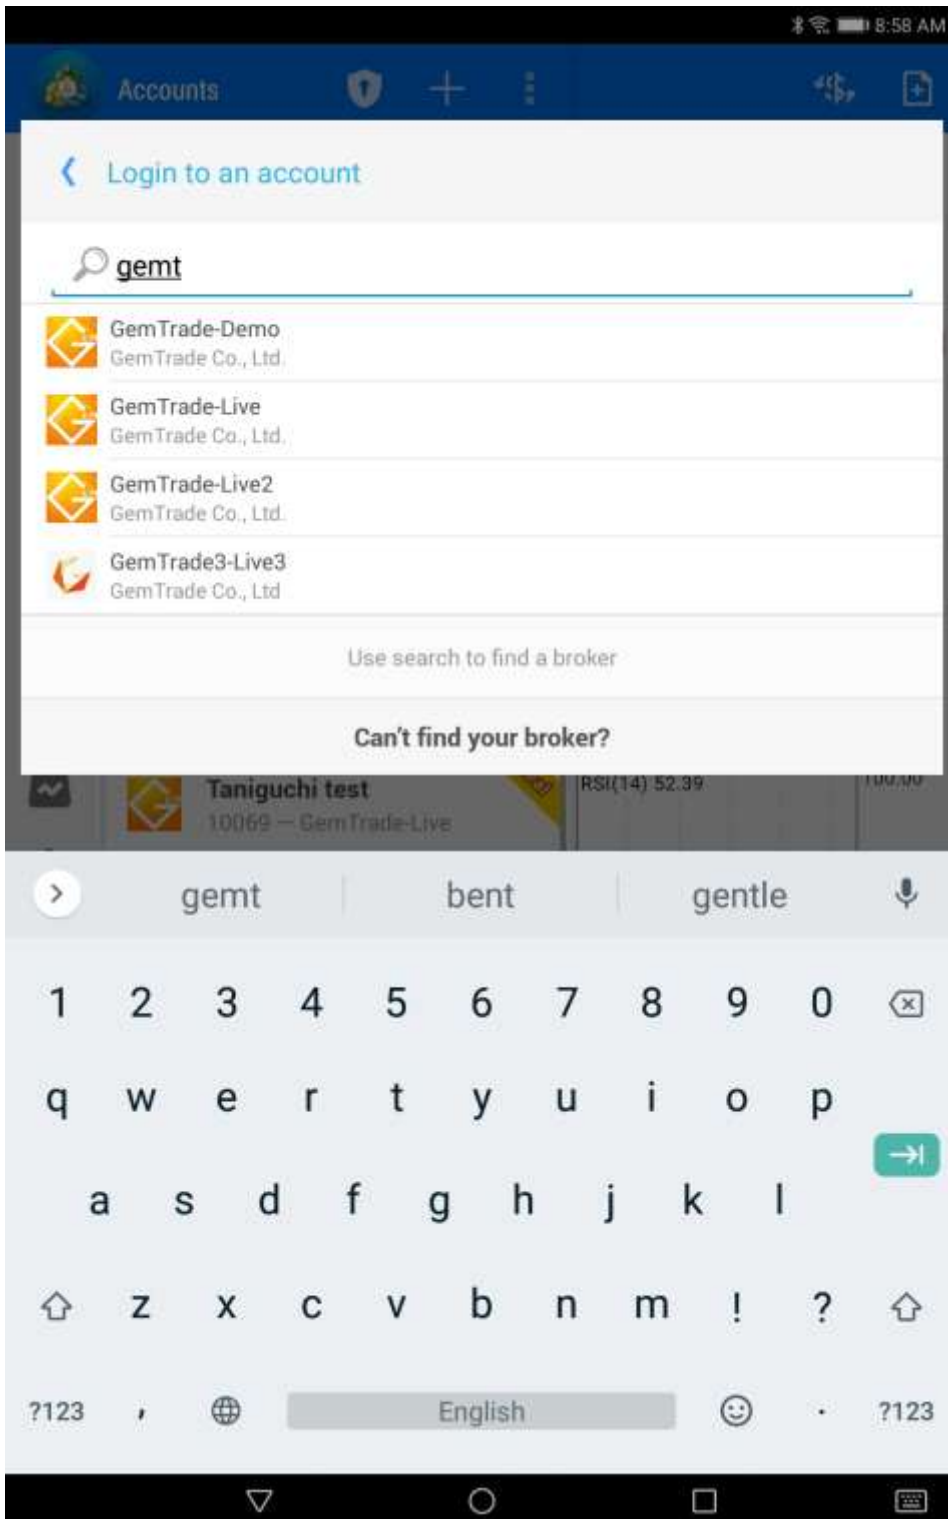 8:58 AM
Accounts
Login to an account
gemt
GemTrade-Demo
GemTrade Co., Ltd.
GemTrade-Live
GemTrade Co., Ltd.
GemTrade-Live2
GemTrade Co., Ltd.
GemTrade3-Live3
GemTrade Co., Ltd
Use search to find a broker
Can't find your broker?
Taniguchi test
10069 — GemTrade-Live
RSI(14) 52.39
100.00
gemt bent gentle
1 2 3 4 5 6 7 8 9 0
q w e r t y u i o p
a s d f g h j k l
z x c v b n m ! ?
?123 , English . ?123